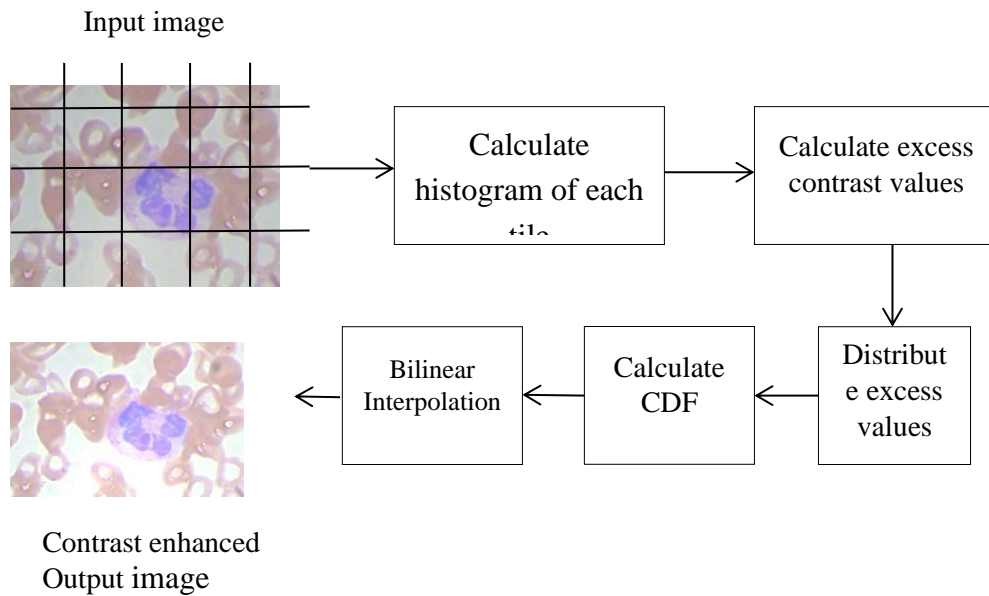 Input image
Calculate
histogram of each
tile
Calculate excess
contrast values
Distribut
e excess
values
Calculate
CDF
Bilinear
Interpolation
Contrast enhanced
Output image